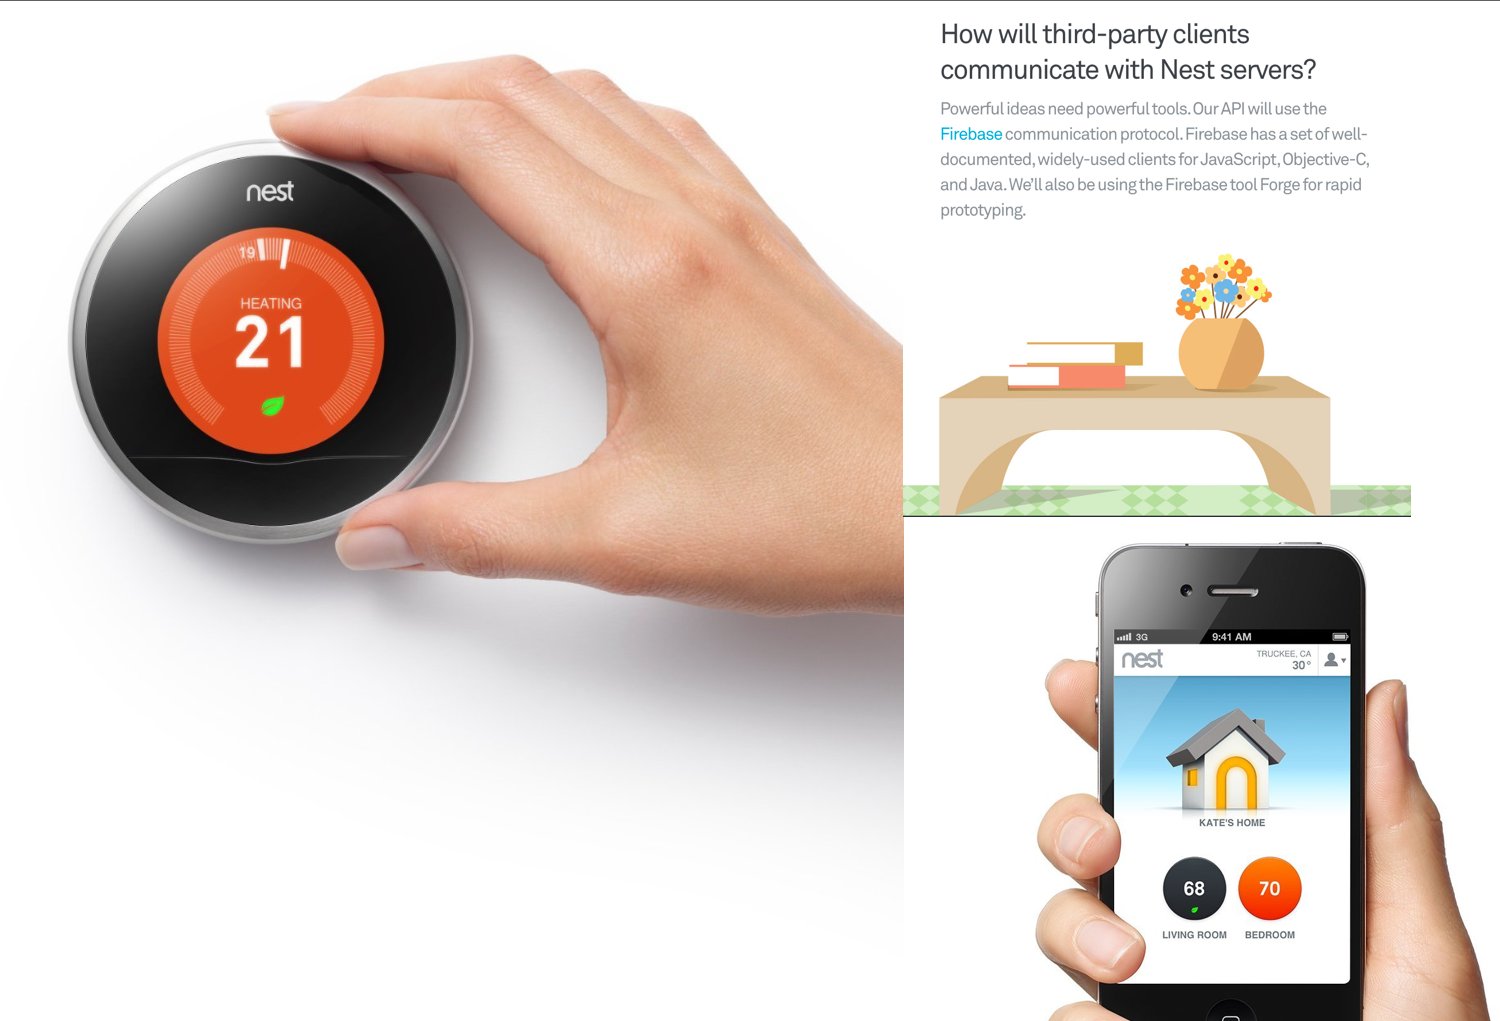 nest
19
HEATING
21
How will third-party clients
communicate with Nest servers?
Powerful ideas need powerful tools. Our API will use the
Firebase communication protocol. Firebase has a set of well-
documented, widely-used clients for JavaScript, Objective-C,
and Java. We'll also be using the Firebase tool Forge for rapid
prototyping.
3G 9:41 AM
nest
TRUCKEE, CA
30°
KATE'S HOME
68 70
LIVING ROOM BEDROOM